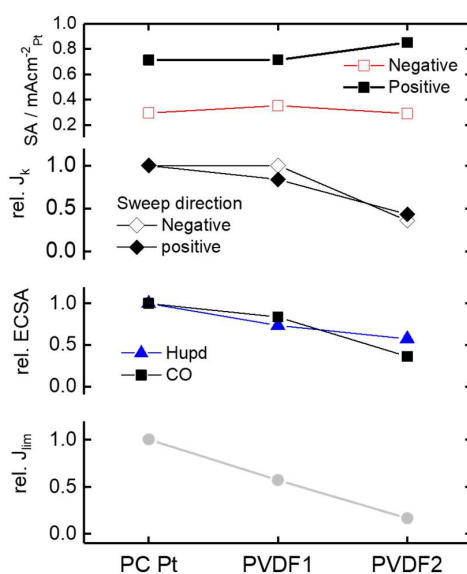 SA / mAcm⁻²Pt
1.0
0.8
0.6
0.4
0.2
Negative
Positive
rel. Jk
1.0
0.5
0.0
Sweep direction
Negative
positive
rel. ECSA
1.0
0.5
0.0
Hupd
CO
rel. Jlim
1.0
0.5
0.0
PC Pt PVDF1 PVDF2